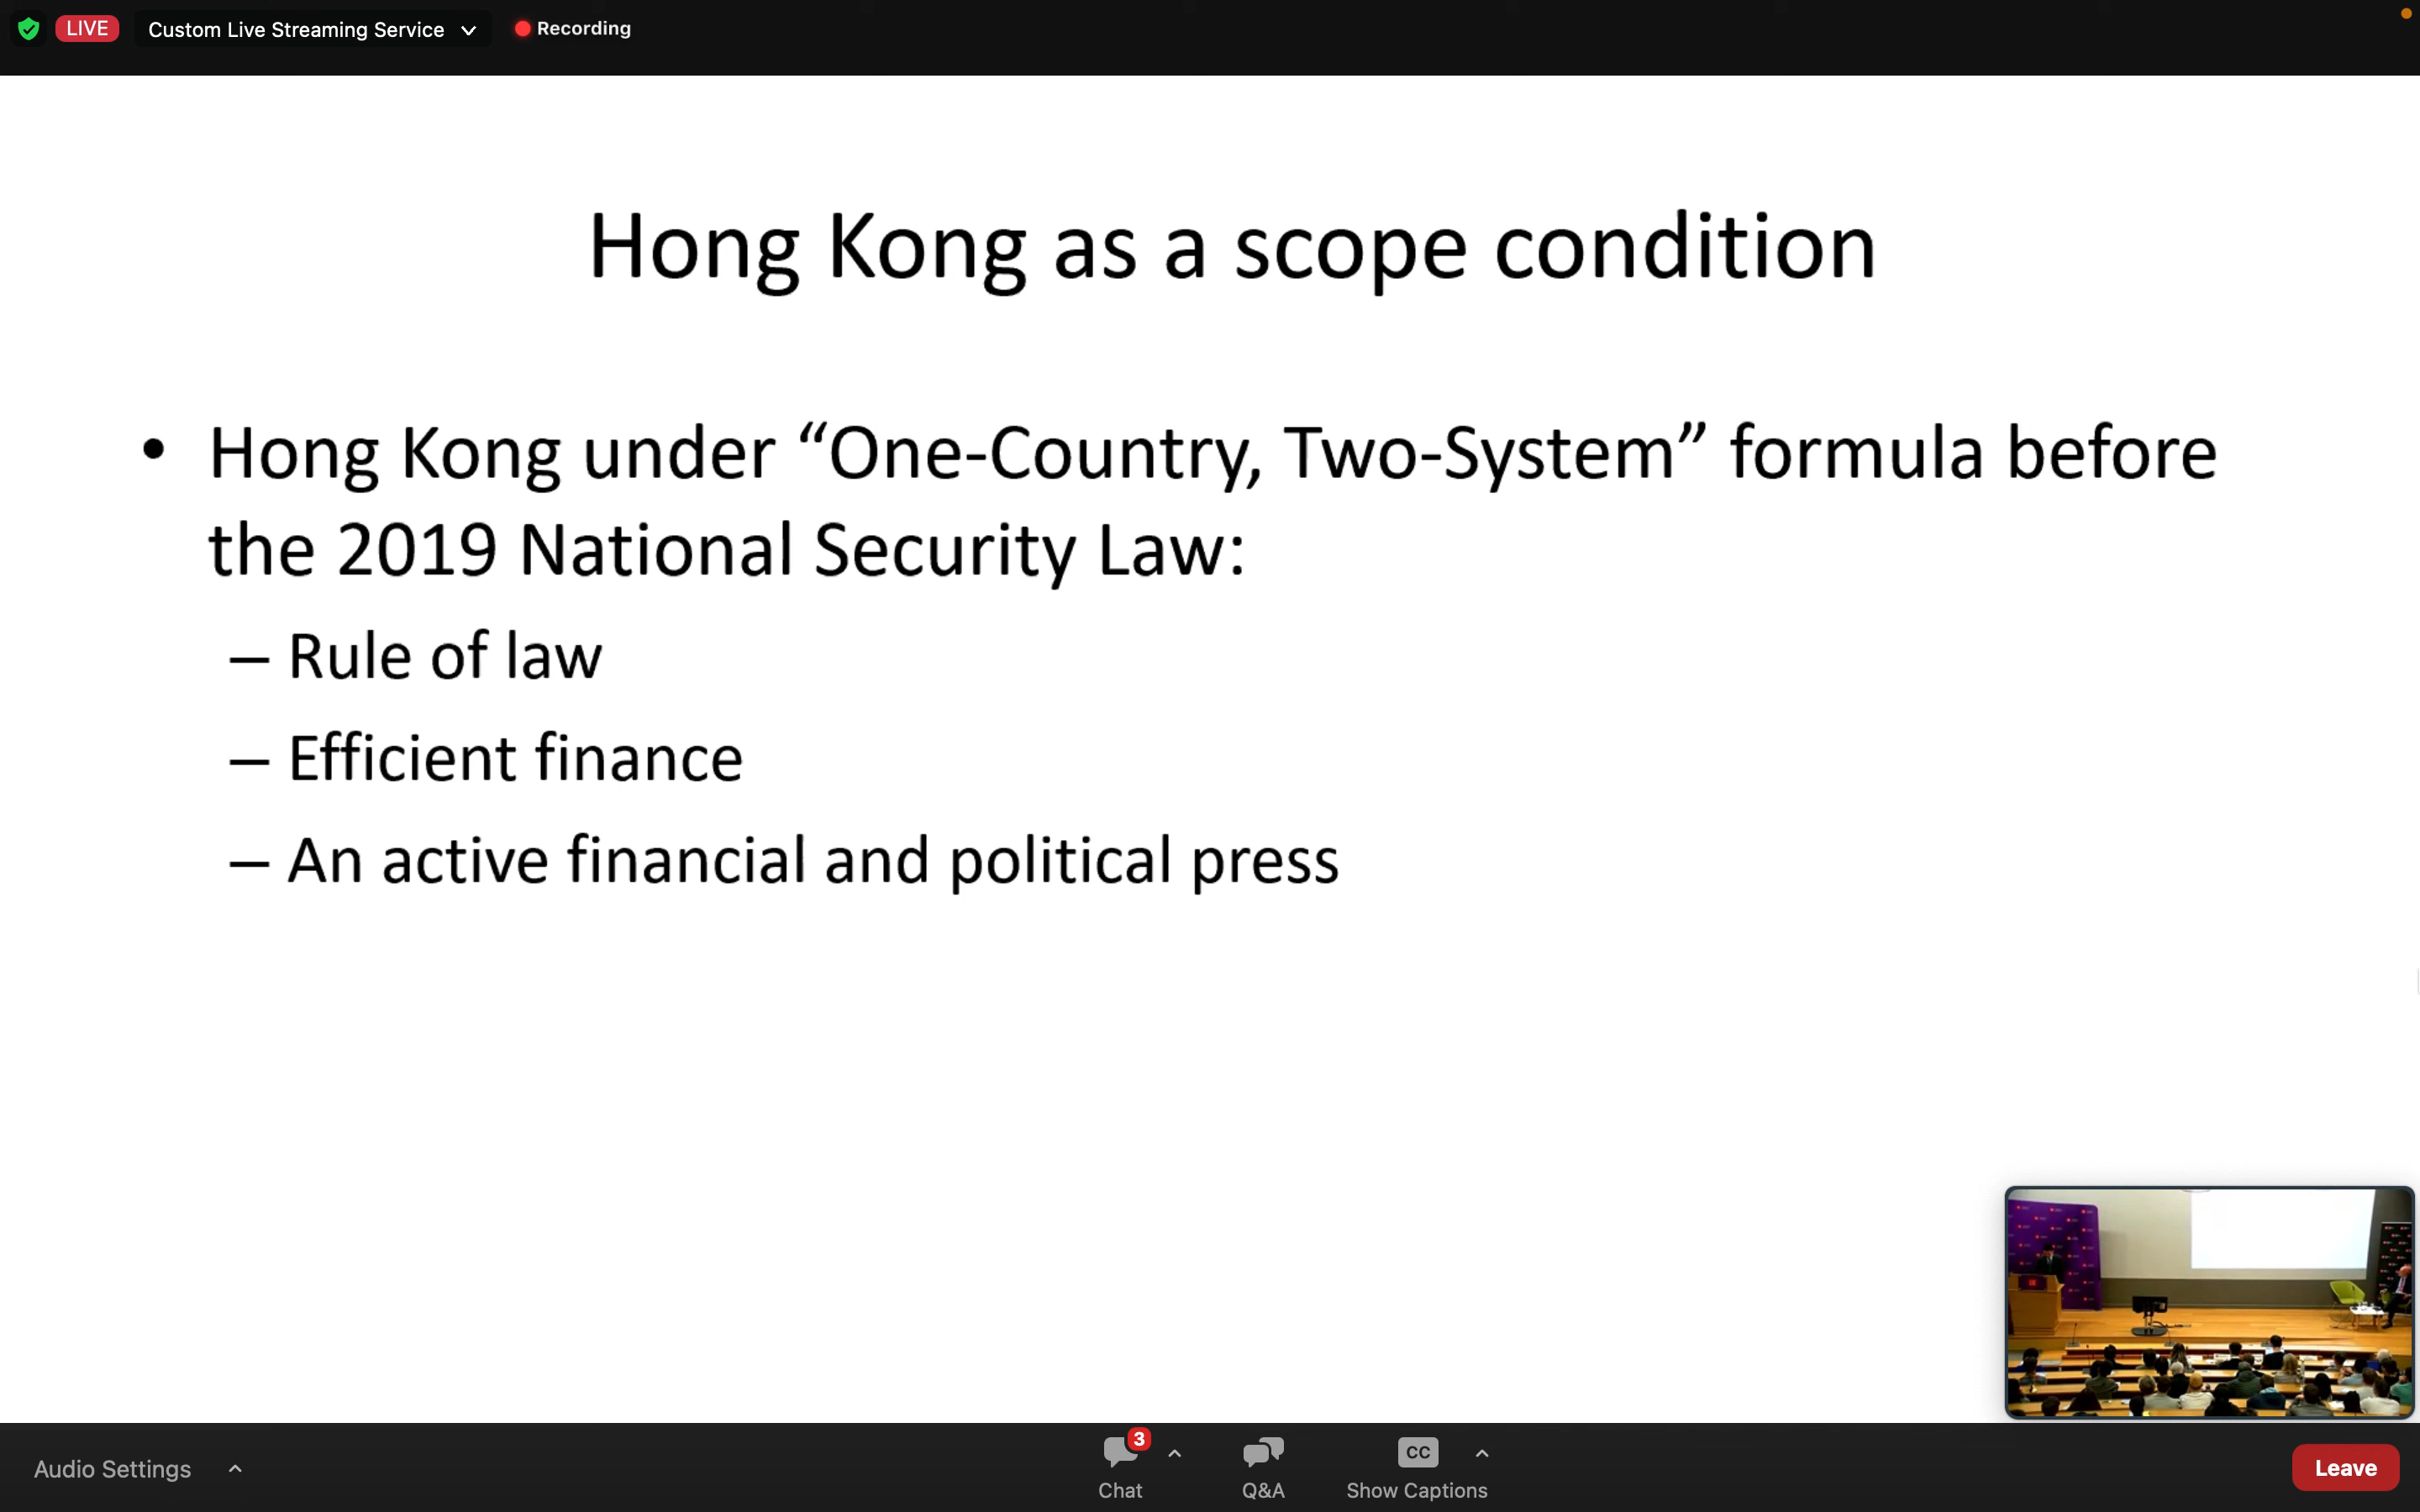 LIVE
Custom Live Streaming Service
Recording
Hong Kong as a scope condition
• Hong Kong under “One-Country, Two-System” formula before
the 2019 National Security Law:
– Rule of law
– Efficient finance
– An active financial and political press
Audio Settings
3
Chat
Q&A
CC
Show Captions
Leave